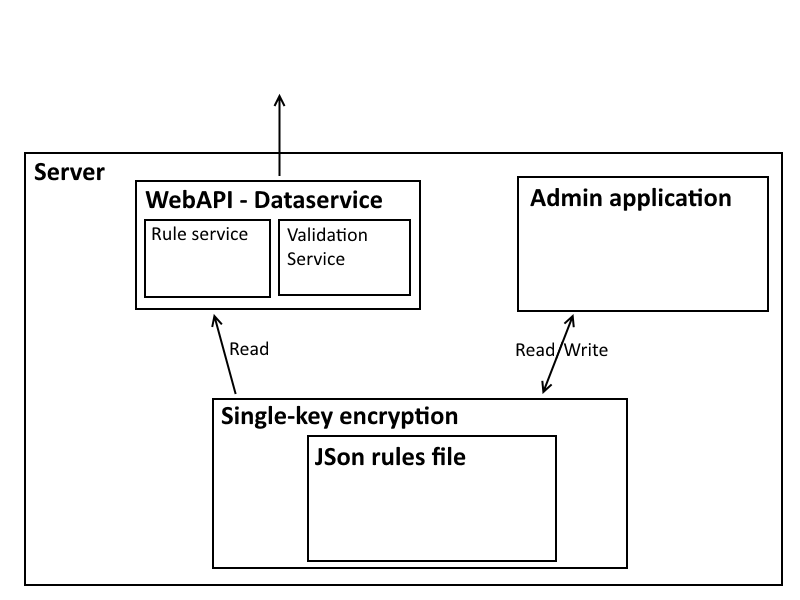 Server
WebAPI - Dataservice
Admin application
Rule service
Validation
Service
Read
Read/Write
Single-key encryption
JSon rules file